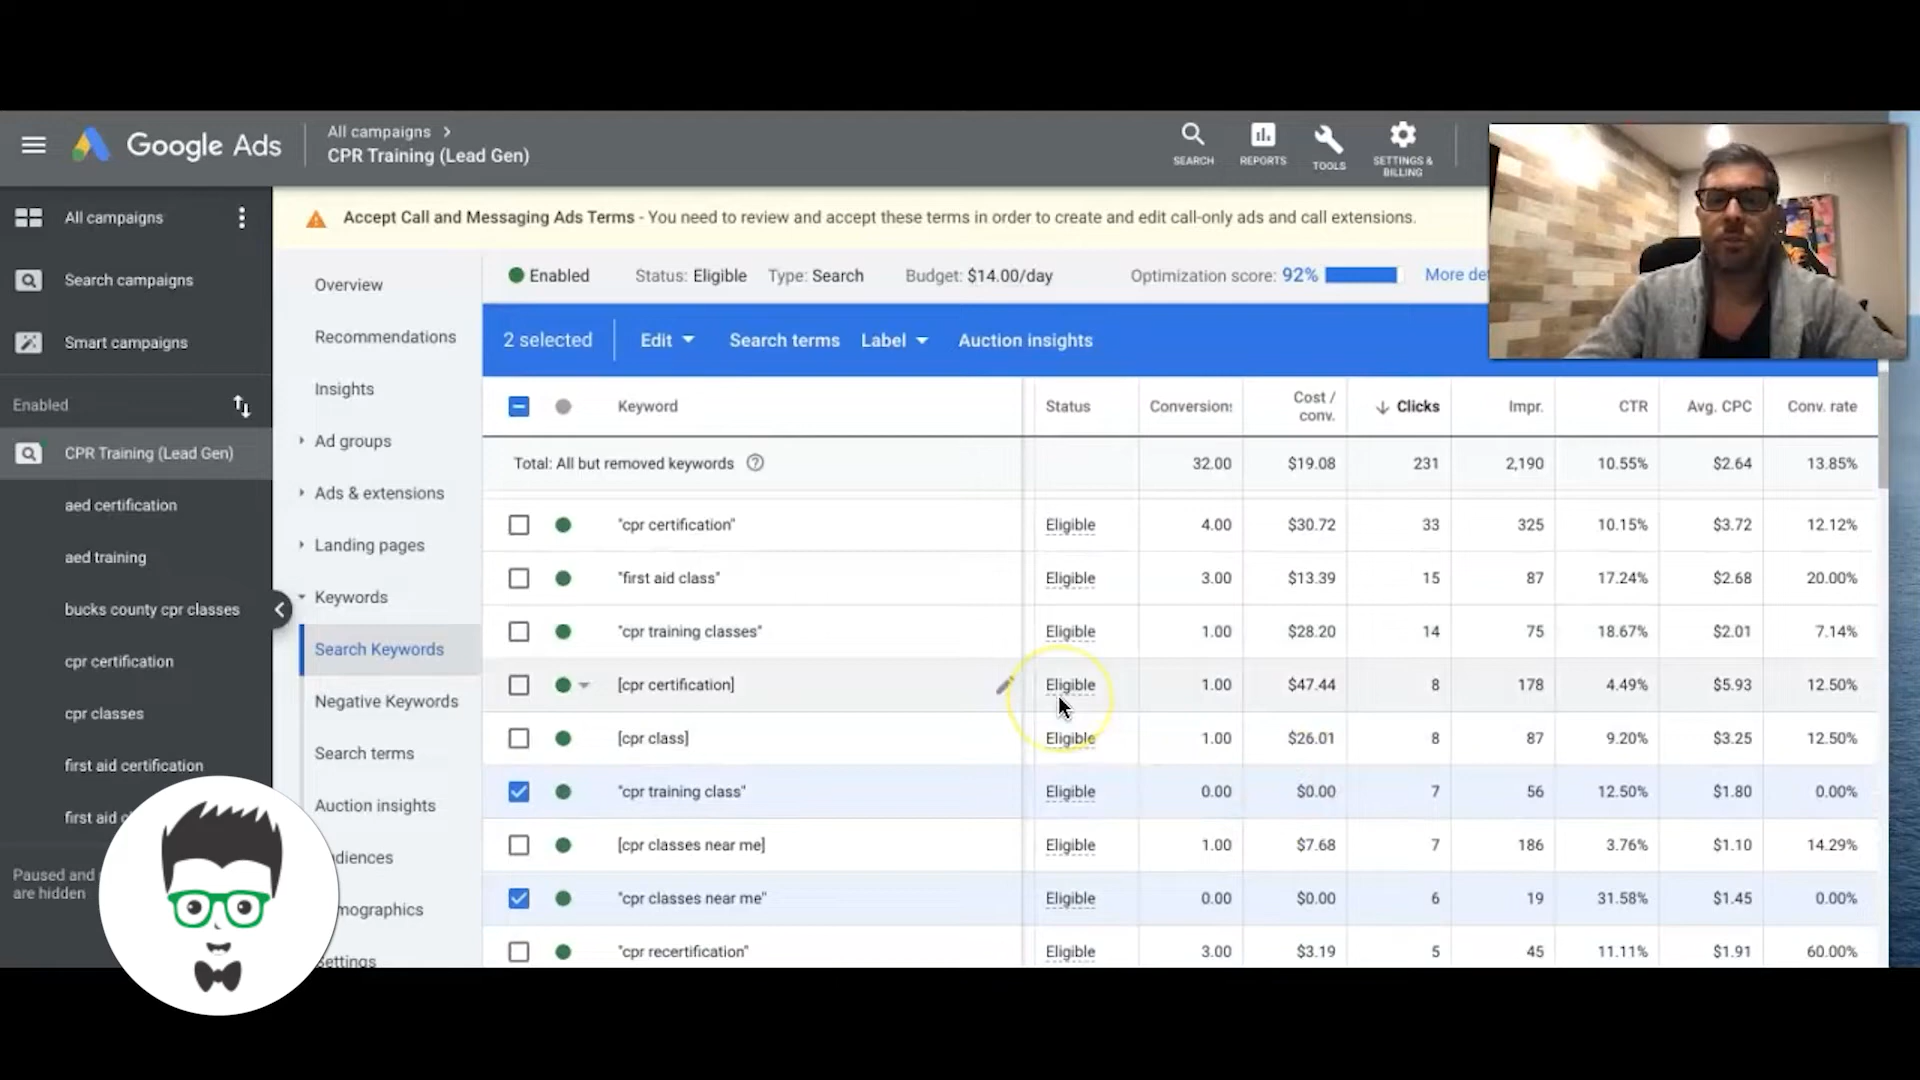 Google Ads
All campaigns
CPR Training (Lead Gen)
SEARCH
REPORTS
TOOLS
SETTINGS &
BILLING
All campaigns
Search campaigns
Smart campaigns
Enabled
CPR Training (Lead Gen)
aed certification
aed training
bucks county cpr classes
cpr certification
cpr classes
first aid certification
first aid
Paused and
are hidden
Accept Call and Messaging Ads Terms - You need to review and accept these terms in order to create and edit call-only ads and call extensions.
Overview
Recommendations
Insights
Ad groups
Ads & extensions
Landing pages
Keywords
Search Keywords
Negative Keywords
Search terms
Auction insights
diences
mographics
ettings
Enabled Status: Eligible Type: Search Budget: $14.00/day Optimization score: 92% More de
2 selected Edit Search terms Label Auction insights
Keyword Status Conversions Cost / conv. Clicks Impr. CTR Avg. CPC Conv. rate
Total: All but removed keywords 32.00 $19.08 231 2,190 10.55% $2.64 13.85%
"cpr certification" Eligible 4.00 $30.72 33 325 10.15% $3.72 12.12%
"first aid class" Eligible 3.00 $13.39 15 87 17.24% $2.68 20.00%
"cpr training classes" Eligible 1.00 $28.20 14 75 18.67% $2.01 7.14%
[cpr certification] Eligible 1.00 $47.44 8 178 4.49% $5.93 12.50%
[cpr class] Eligible 1.00 $26.01 8 87 9.20% $3.25 12.50%
"cpr training class" Eligible 0.00 $0.00 7 56 12.50% $1.80 0.00%
[cpr classes near me] Eligible 1.00 $7.68 7 186 3.76% $1.10 14.29%
"cpr classes near me" Eligible 0.00 $0.00 6 19 31.58% $1.45 0.00%
"cpr recertification" Eligible 3.00 $3.19 5 45 11.11% $1.91 60.00%